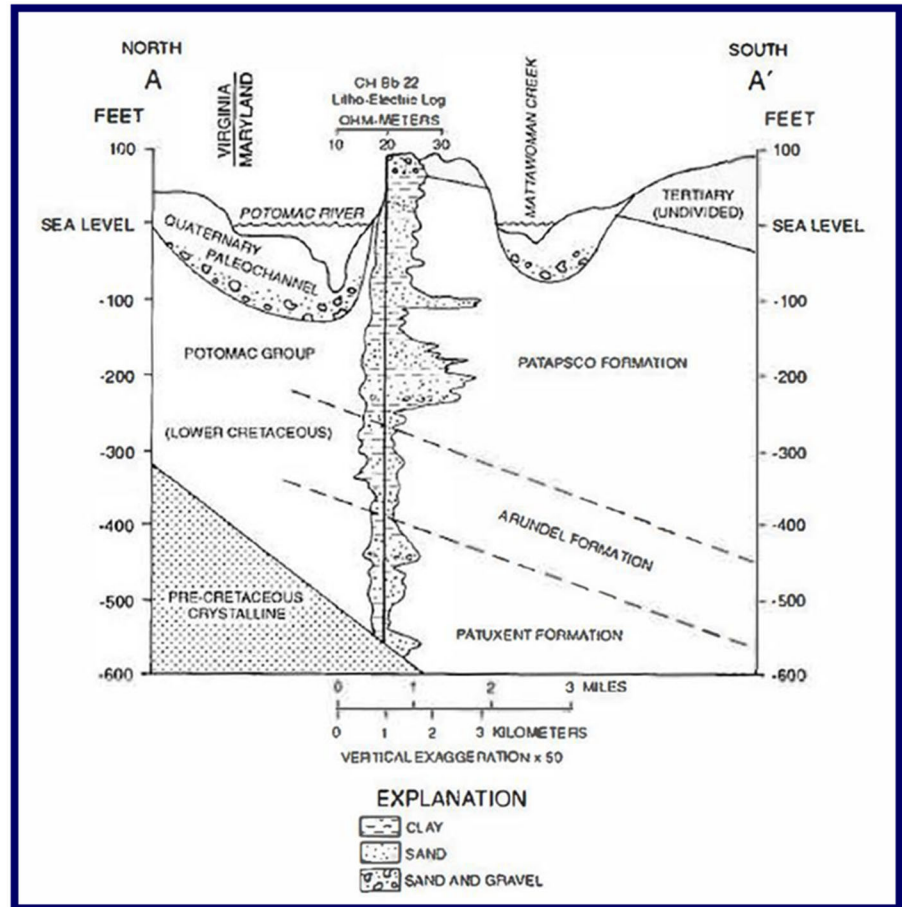 NORTH
SOUTH
A
A′
VIRGINIA
MARYLAND
CH Bb 22
Litho-Electric Log
OHM-METERS
10 20 30
MATTAWOMAN CREEK
FEET
FEET
100
100
POTOMAC RIVER
TERTIARY
(UNDIVIDED)
SEA LEVEL
SEA LEVEL
QUATERNARY
PALEOCHANNEL
-100
-100
POTOMAC GROUP
PATAPSCO FORMATION
-200
-200
(LOWER CRETACEOUS)
-300
-300
-400
-400
ARUNDEL FORMATION
PRE-CRETACEOUS
CRYSTALLINE
-500
-500
PATUXENT FORMATION
-600
-600
0 1 2 3 MILES
0 1 2 3 KILOMETERS
VERTICAL EXAGGERATION x 50
EXPLANATION
CLAY
SAND
SAND AND GRAVEL